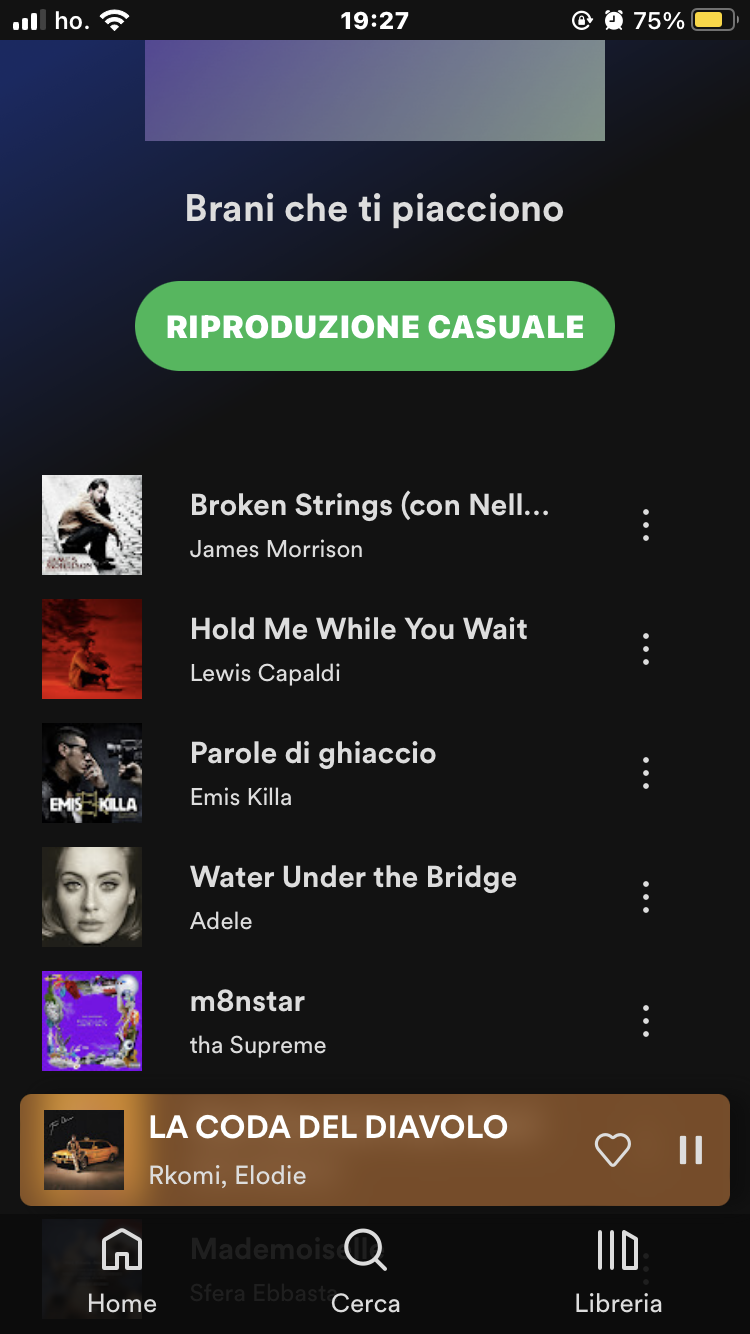 ho.
19:27
75%
Brani che ti piacciono
RIPRODUZIONE CASUALE
Broken Strings (con Nell...
James Morrison
Hold Me While You Wait
Lewis Capaldi
Parole di ghiaccio
Emis Killa
EMIS KILLA
Water Under the Bridge
Adele
m8nstar
tha Supreme
LA CODA DEL DIAVOLO
Rkomi, Elodie
Mademoiselle
Sfera Ebbasta
Home
Cerca
Libreria